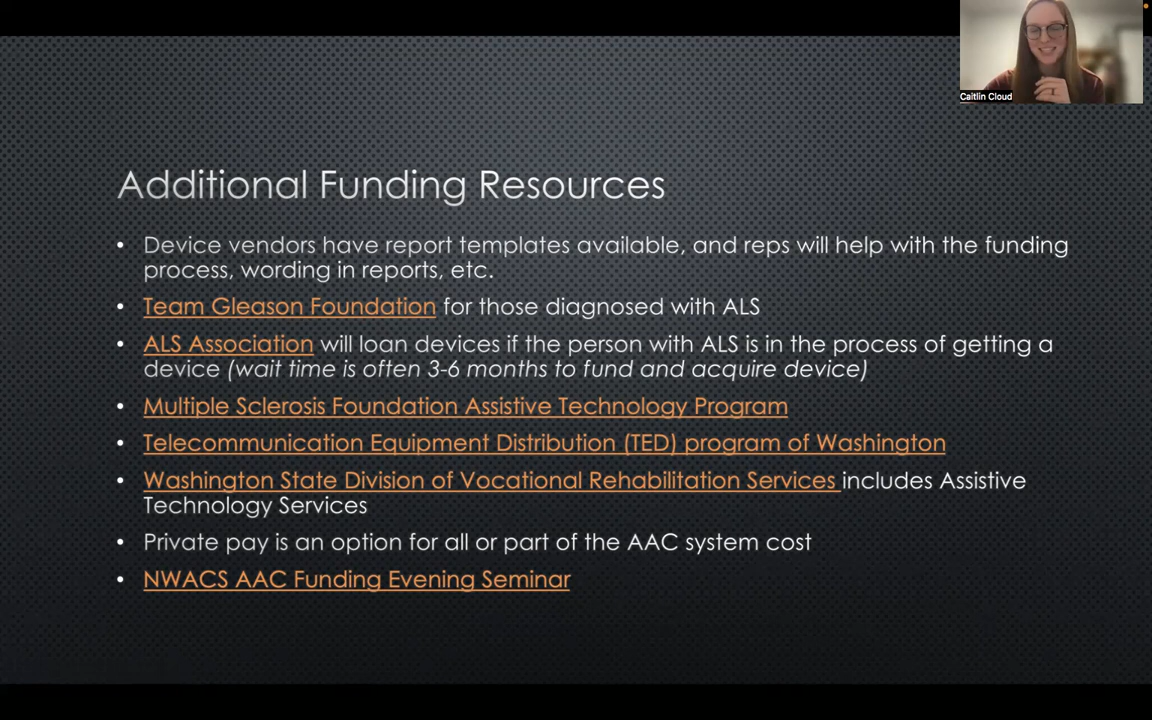 Caitlin Cloud
Additional Funding Resources
• Device vendors have report templates available, and reps will help with the funding
process, wording in reports, etc.
• Team Gleason Foundation for those diagnosed with ALS
• ALS Association will loan devices if the person with ALS is in the process of getting a
device (wait time is often 3-6 months to fund and acquire device)
• Multiple Sclerosis Foundation Assistive Technology Program
• Telecommunication Equipment Distribution (TED) program of Washington
• Washington State Division of Vocational Rehabilitation Services includes Assistive
Technology Services
• Private pay is an option for all or part of the AAC system cost
• NWACS AAC Funding Evening Seminar